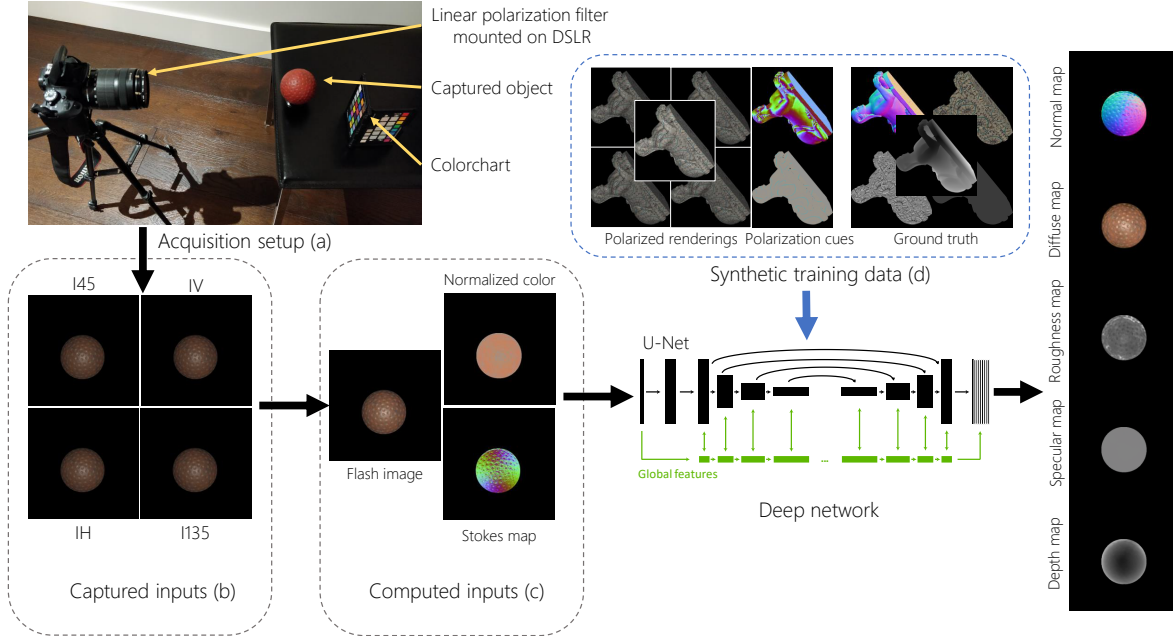 Linear polarization filter
mounted on DSLR
Captured object
Colorchart
Acquisition setup (a)
I45
IV
IH
I135
Captured inputs (b)
Normalized color
Flash image
Stokes map
Computed inputs (c)
Polarized renderings
Polarization cues
Ground truth
Synthetic training data (d)
U-Net
...
Global features
Deep network
Normal map
Diffuse map
Roughness map
Specular map
Depth map